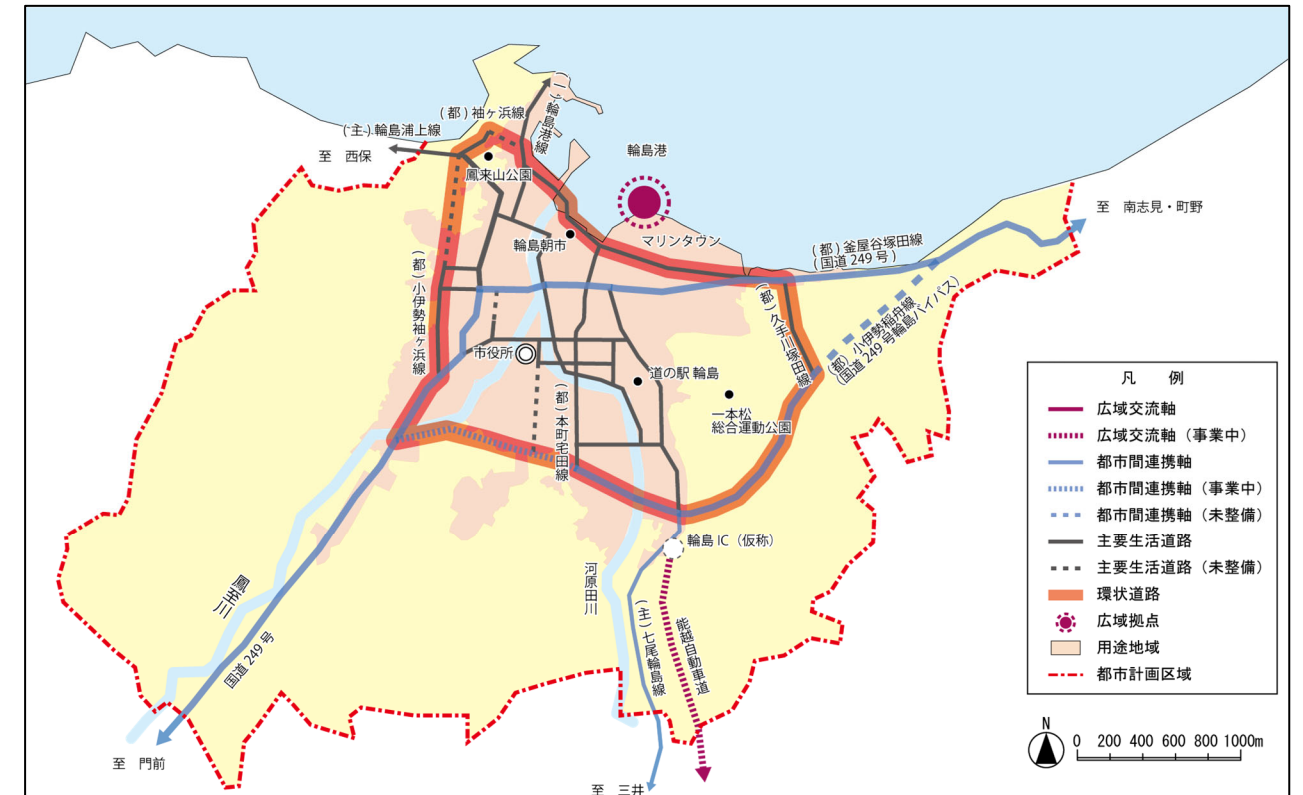 (一)輪島港線
(都)袖ヶ浜線
(主)輪島浦上線
至 西保
鳳来山公園
輪島港
輪島朝市
マリンタウン
至 南志見・町野
(都)釜屋谷塚田線
(国道249号)
(都)小伊勢袖ヶ浜線
(都)久手川塚田線
(都)小伊勢稲舟線
(国道249号輪島バイパス)
市役所
道の駅 輪島
(都)本町宅田線
一本松
総合運動公園
輪島IC(仮称)
鳳至川
国道249号
河原田川
(主)七尾輪島線
能越自動車道
至 門前
至 三井
凡 例
広域交流軸
広域交流軸(事業中)
都市間連携軸
都市間連携軸(事業中)
都市間連携軸(未整備)
主要生活道路
主要生活道路(未整備)
環状道路
広域拠点
用途地域
都市計画区域
N
0 200 400 600 800 1000m